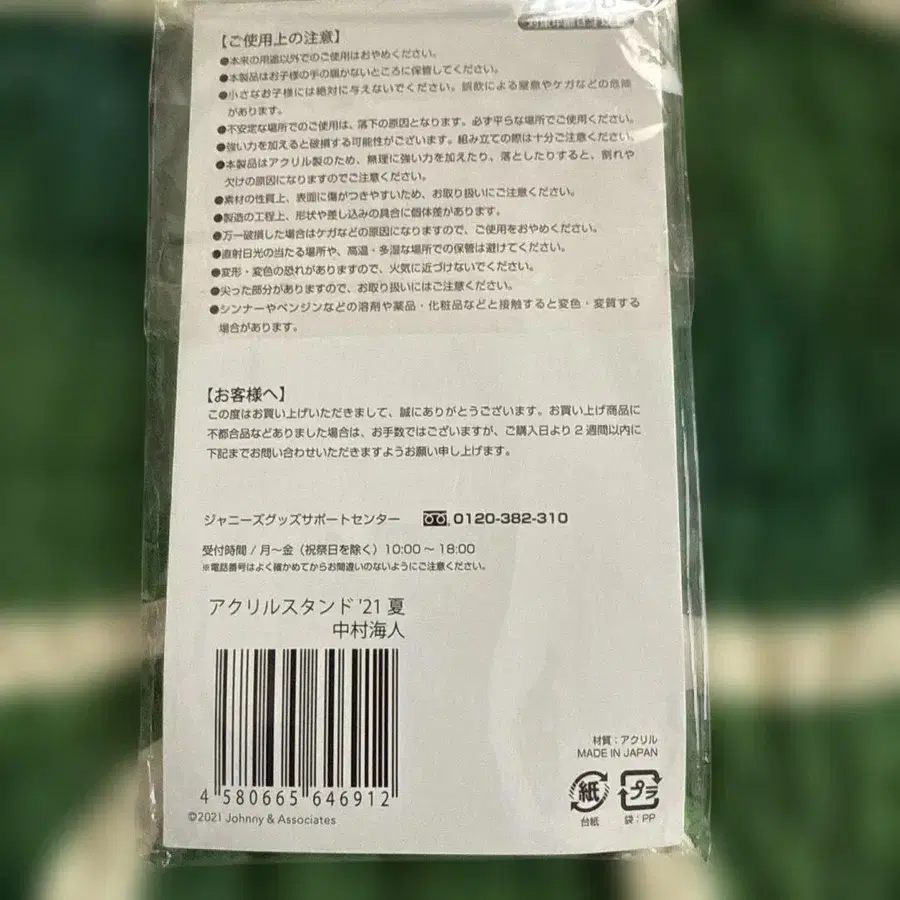 【ご使用上の注意】
●本来の用途以外でのご使用はおやめください。
●本製品はお子様の手の届かないところに保管してください。
●小さなお子様には絶対に与えないでください。誤飲による窒息やケガなどの危険
があります。
●不安定な場所でのご使用は、落下の原因となります。必ず平らな場所でご使用ください。
●強い力を加えると破損する可能性がございます。組み立ての際は十分ご注意ください。
●本製品はアクリル製のため、無理に強い力を加えたり、落としたりすると、割れや
欠けの原因になりますのでご注意ください。
●素材の性質上、表面に傷がつきやすいため、お取り扱いにご注意ください。
●製造の工程上、形状や差し込みの具合に個体差があります。
●万一破損した場合はケガなどの原因になりますので、ご使用をおやめください。
●直射日光の当たる場所や、高温・多湿な場所での保管は避けてください。
●変形・変色の恐れがありますので、火気に近づけないでください。
●尖った部分がありますので、お取り扱いにはご注意ください。
●シンナーやベンジンなどの溶剤や薬品・化粧品などと接触すると変色・変質する
場合があります。
【お客様へ】
この度はお買い上げいただきまして、誠にありがとうございます。お買い上げ商品に
不都合品などありました場合は、お手数ではございますが、ご購入日より2週間以内に
下記までお問い合わせいただきますようお願い申し上げます。
ジャニーズグッズサポートセンター 0120-382-310
受付時間 / 月〜金（祝祭日を除く）10:00〜18:00
※電話番号はよく確かめてからお間違いのないようにご注意ください。
アクリルスタンド '21 夏
中村海人
4 580665 646912
©2021 Johnny & Associates
材質：アクリル
MADE IN JAPAN
紙 プラ
台紙 袋：PP